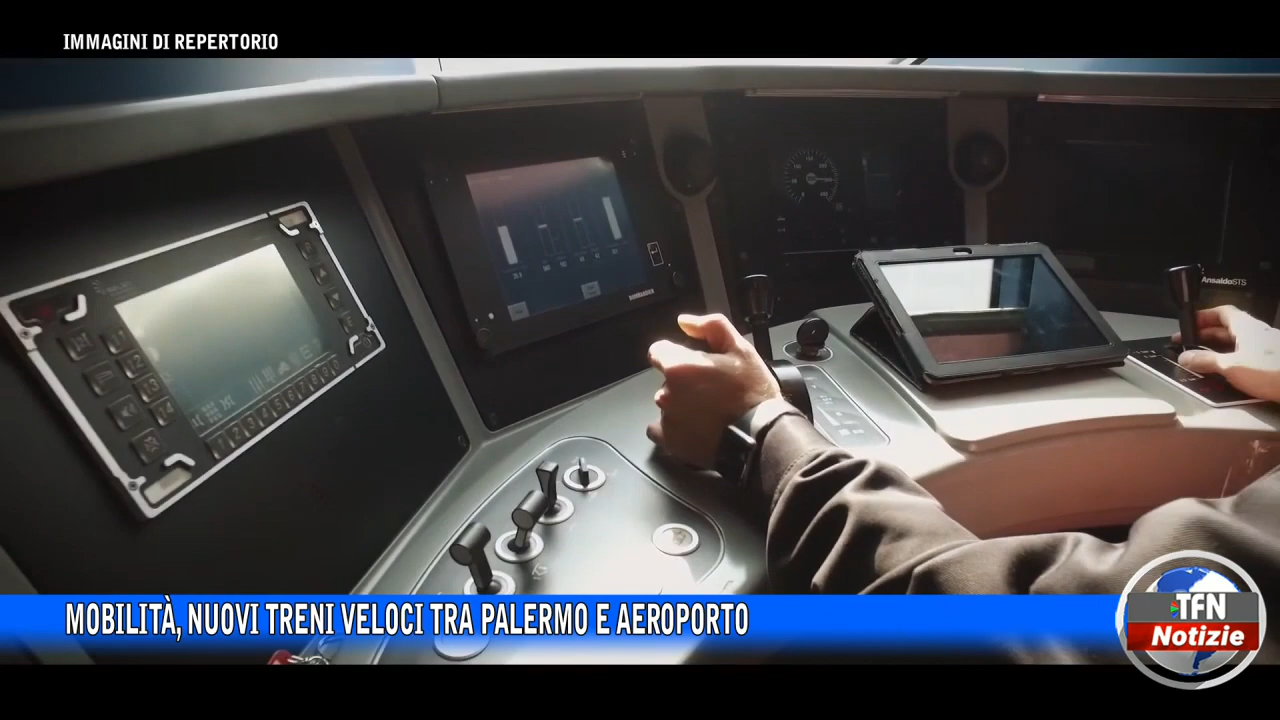 IMMAGINI DI REPERTORIO
AnsaldoSTS
MOBILITÀ, NUOVI TRENI VELOCI TRA PALERMO E AEROPORTO
TFN
Notizie